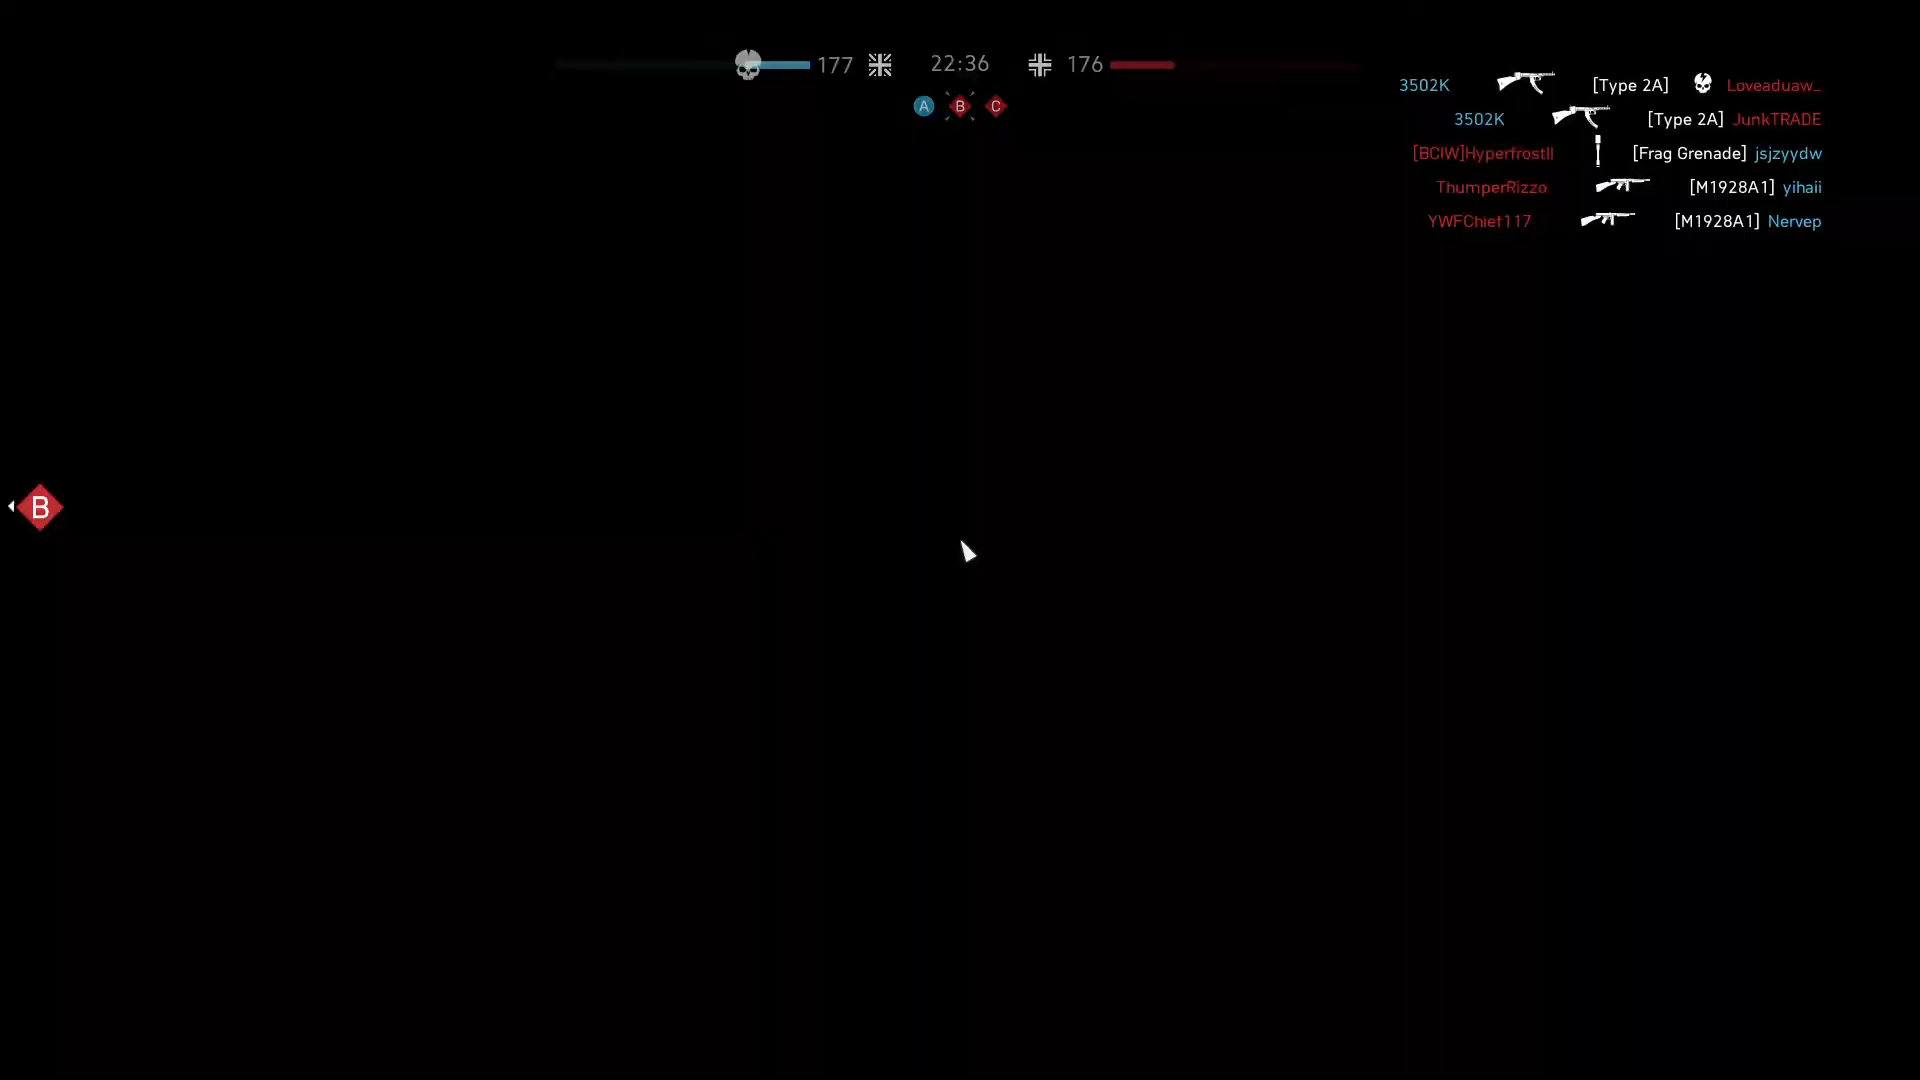 177 22:36 176
A B C
3502K [Type 2A] Loveaduaw_
3502K [Type 2A] JunkTRADE
[BCIW]HyperfrostII [Frag Grenade] jsjzyydw
ThumperRizzo [M1928A1] yihaii
YWFChief117 [M1928A1] Nervep
B